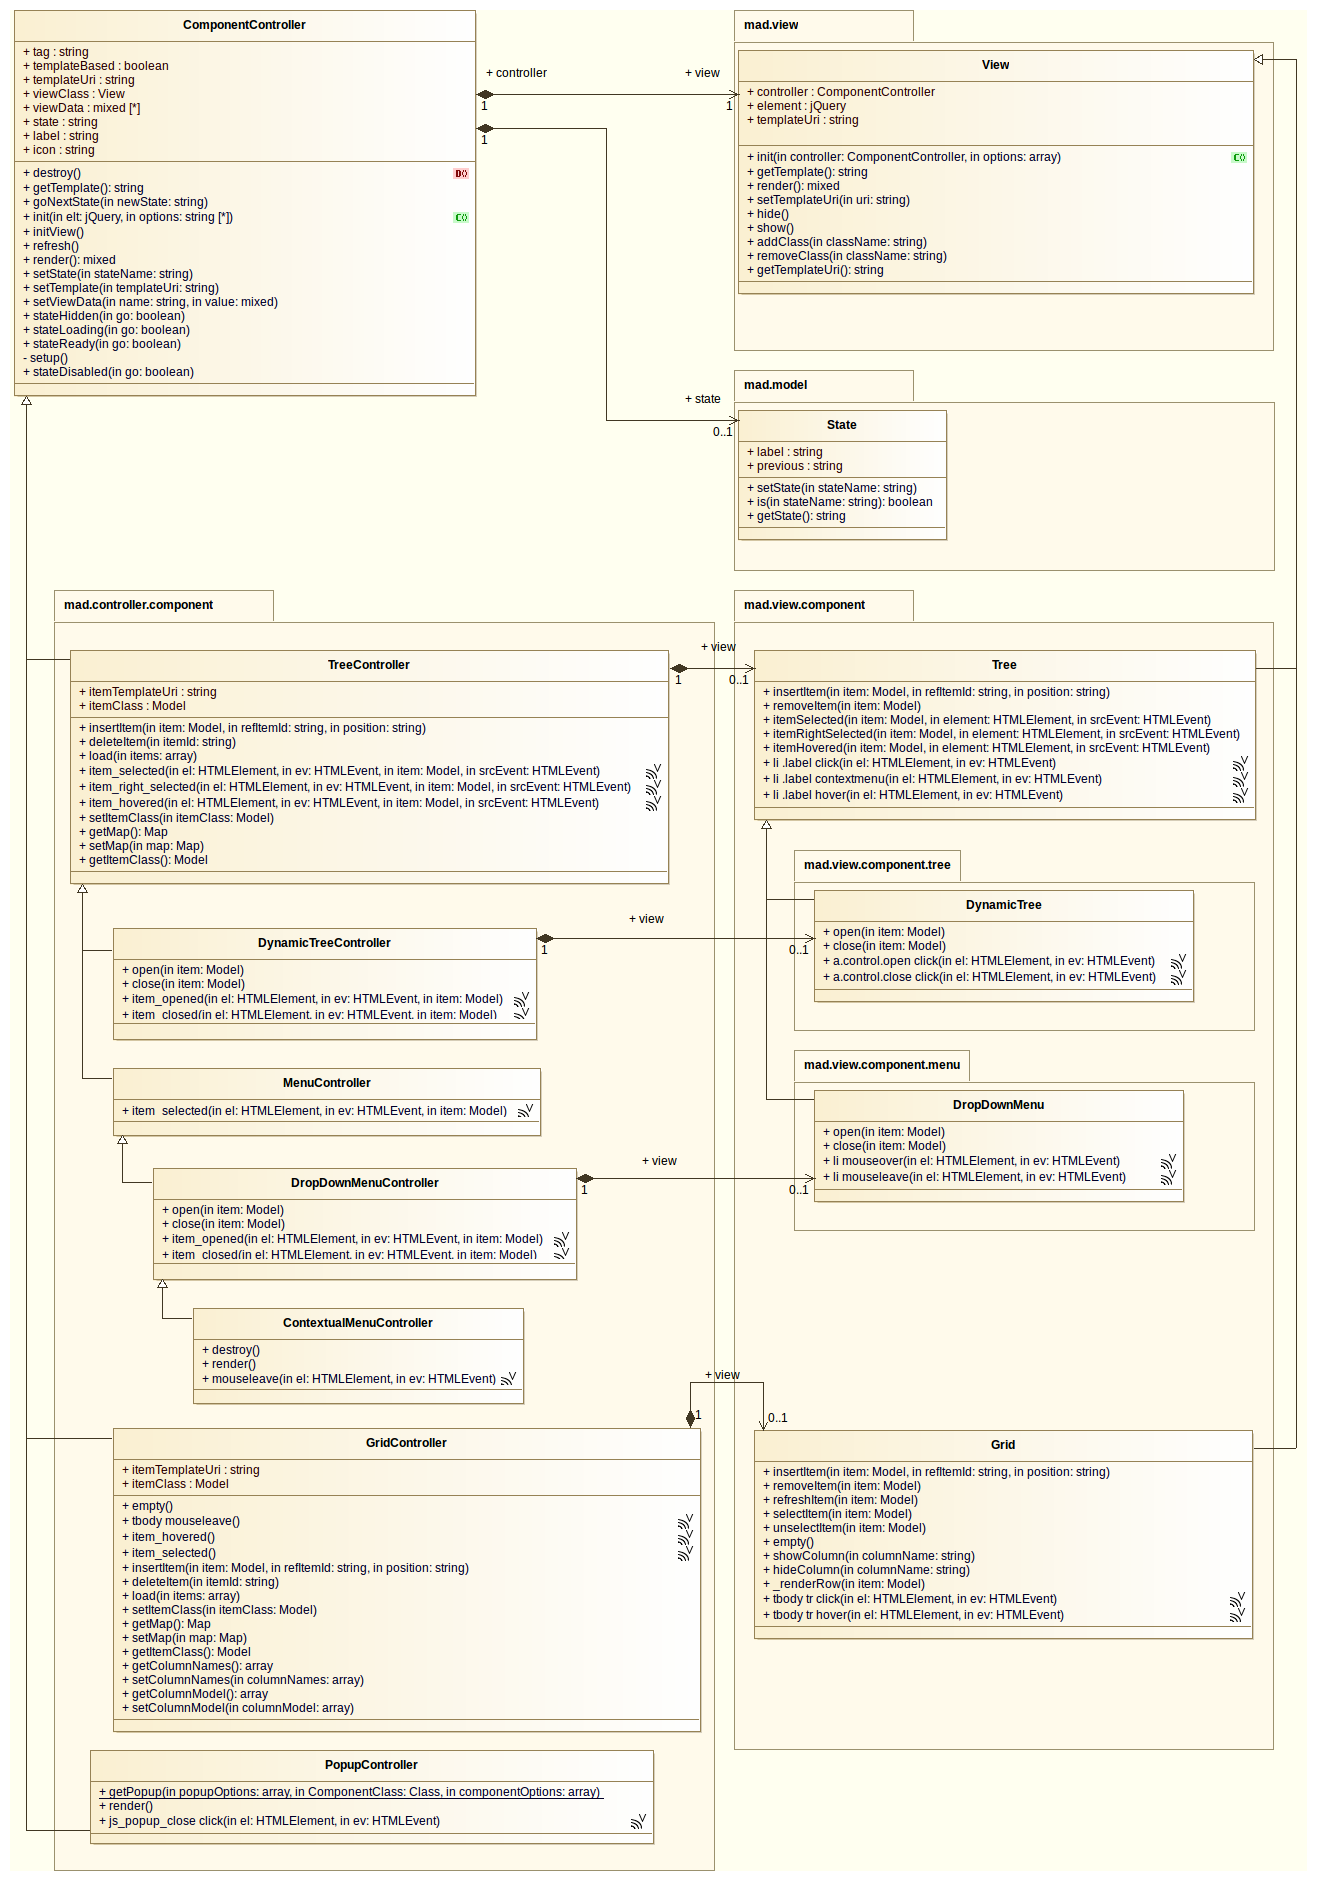 ComponentController
+ tag : string
+ templateBased : boolean
+ templateUri : string
+ viewClass : View
+ viewData : mixed [*]
+ state : string
+ label : string
+ icon : string
+ destroy()
D
+ getTemplate(): string
+ goNextState(in newState: string)
+ init(in elt: jQuery, in options: string [*])
C
+ initView()
+ refresh()
+ render(): mixed
+ setState(in stateName: string)
+ setTemplate(in templateUri: string)
+ setViewData(in name: string, in value: mixed)
+ stateHidden(in go: boolean)
+ stateLoading(in go: boolean)
+ stateReady(in go: boolean)
- setup()
+ stateDisabled(in go: boolean)
+ controller
+ view
1
1
1
mad.view
View
+ controller : ComponentController
+ element : jQuery
+ templateUri : string
+ init(in controller: ComponentController, in options: array)
C
+ getTemplate(): string
+ render(): mixed
+ setTemplateUri(in uri: string)
+ hide()
+ show()
+ addClass(in className: string)
+ removeClass(in className: string)
+ getTemplateUri(): string
+ state
0..1
mad.model
State
+ label : string
+ previous : string
+ setState(in stateName: string)
+ is(in stateName: string): boolean
+ getState(): string
mad.controller.component
TreeController
+ itemTemplateUri : string
+ itemClass : Model
+ insertItem(in item: Model, in refItemId: string, in position: string)
+ deleteItem(in itemId: string)
+ load(in items: array)
+ item_selected(in el: HTMLElement, in ev: HTMLEvent, in item: Model, in srcEvent: HTMLEvent)
+ item_right_selected(in el: HTMLElement, in ev: HTMLEvent, in item: Model, in srcEvent: HTMLEvent)
+ item_hovered(in el: HTMLElement, in ev: HTMLEvent, in item: Model, in srcEvent: HTMLEvent)
+ setItemClass(in itemClass: Model)
+ getMap(): Map
+ setMap(in map: Map)
+ getItemClass(): Model
+ view
1
0..1
mad.view.component
Tree
+ insertItem(in item: Model, in refItemId: string, in position: string)
+ removeItem(in item: Model)
+ itemSelected(in item: Model, in element: HTMLElement, in srcEvent: HTMLEvent)
+ itemRightSelected(in item: Model, in element: HTMLElement, in srcEvent: HTMLEvent)
+ itemHovered(in item: Model, in element: HTMLElement, in srcEvent: HTMLEvent)
+ li .label click(in el: HTMLElement, in ev: HTMLEvent)
+ li .label contextmenu(in el: HTMLElement, in ev: HTMLEvent)
+ li .label hover(in el: HTMLElement, in ev: HTMLEvent)
DynamicTreeController
+ open(in item: Model)
+ close(in item: Model)
+ item_opened(in el: HTMLElement, in ev: HTMLEvent, in item: Model)
+ item_closed(in el: HTMLElement, in ev: HTMLEvent, in item: Model)
+ view
1
0..1
mad.view.component.tree
DynamicTree
+ open(in item: Model)
+ close(in item: Model)
+ a.control.open click(in el: HTMLElement, in ev: HTMLEvent)
+ a.control.close click(in el: HTMLElement, in ev: HTMLEvent)
MenuController
+ item_selected(in el: HTMLElement, in ev: HTMLEvent, in item: Model)
mad.view.component.menu
DropDownMenu
+ open(in item: Model)
+ close(in item: Model)
+ li mouseover(in el: HTMLElement, in ev: HTMLEvent)
+ li mouseleave(in el: HTMLElement, in ev: HTMLEvent)
DropDownMenuController
+ open(in item: Model)
+ close(in item: Model)
+ item_opened(in el: HTMLElement, in ev: HTMLEvent, in item: Model)
+ item_closed(in el: HTMLElement, in ev: HTMLEvent, in item: Model)
+ view
1
0..1
ContextualMenuController
+ destroy()
+ render()
+ mouseleave(in el: HTMLElement, in ev: HTMLEvent)
+ view
1
0..1
GridController
+ itemTemplateUri : string
+ itemClass : Model
+ empty()
+ tbody mouseleave()
+ item_hovered()
+ item_selected()
+ insertItem(in item: Model, in refItemId: string, in position: string)
+ deleteItem(in itemId: string)
+ load(in items: array)
+ setItemClass(in itemClass: Model)
+ getMap(): Map
+ setMap(in map: Map)
+ getItemClass(): Model
+ getColumnNames(): array
+ setColumnNames(in columnNames: array)
+ getColumnModel(): array
+ setColumnModel(in columnModel: array)
Grid
+ insertItem(in item: Model, in refItemId: string, in position: string)
+ removeItem(in item: Model)
+ refreshItem(in item: Model)
+ selectItem(in item: Model)
+ unselectItem(in item: Model)
+ empty()
+ showColumn(in columnName: string)
+ hideColumn(in columnName: string)
+ _renderRow(in item: Model)
+ tbody tr click(in el: HTMLElement, in ev: HTMLEvent)
+ tbody tr hover(in el: HTMLElement, in ev: HTMLEvent)
PopupController
+ getPopup(in popupOptions: array, in ComponentClass: Class, in componentOptions: array)
+ render()
+ js_popup_close click(in el: HTMLElement, in ev: HTMLEvent)